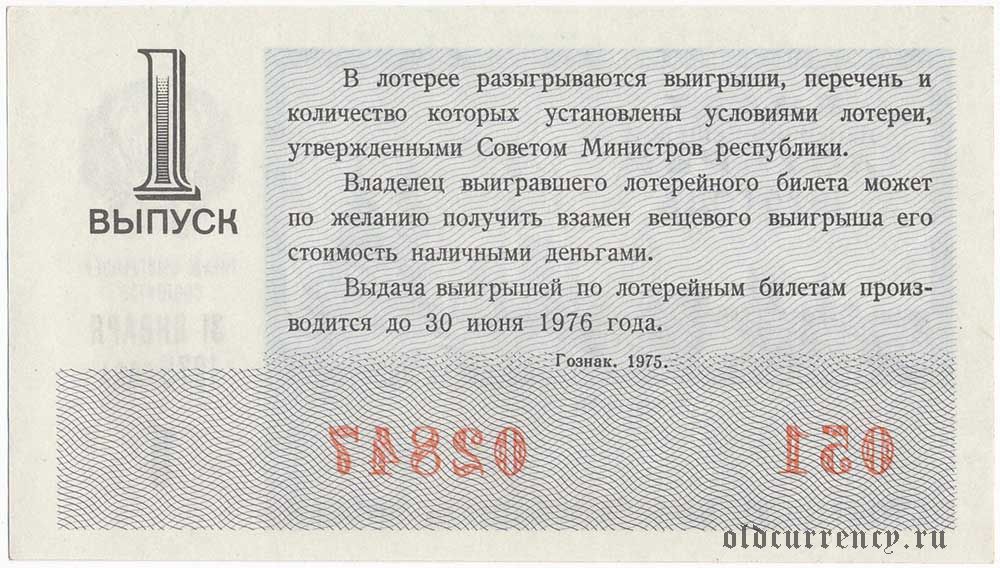 1
ВЫПУСК
В лотерее разыгрываются выигрыши, перечень и
количество которых установлены условиями лотереи,
утвержденными Советом Министров республики.
Владелец выигравшего лотерейного билета может
по желанию получить взамен вещевого выигрыша его
стоимость наличными деньгами.
Выдача выигрышей по лотерейным билетам произ-
водится до 30 июня 1976 года.
Гознак. 1975.
31 ЯНВАРЯ
02847 051
oldcurrency.ru